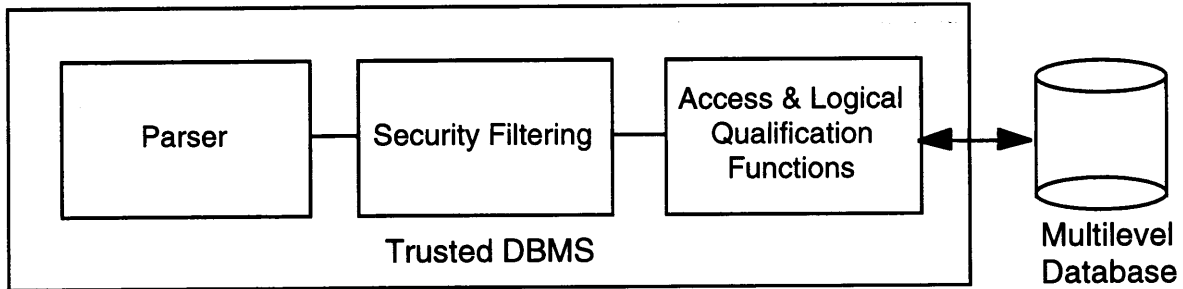 Parser
Security Filtering
Access & Logical
Qualification
Functions
Trusted DBMS
Multilevel
Database